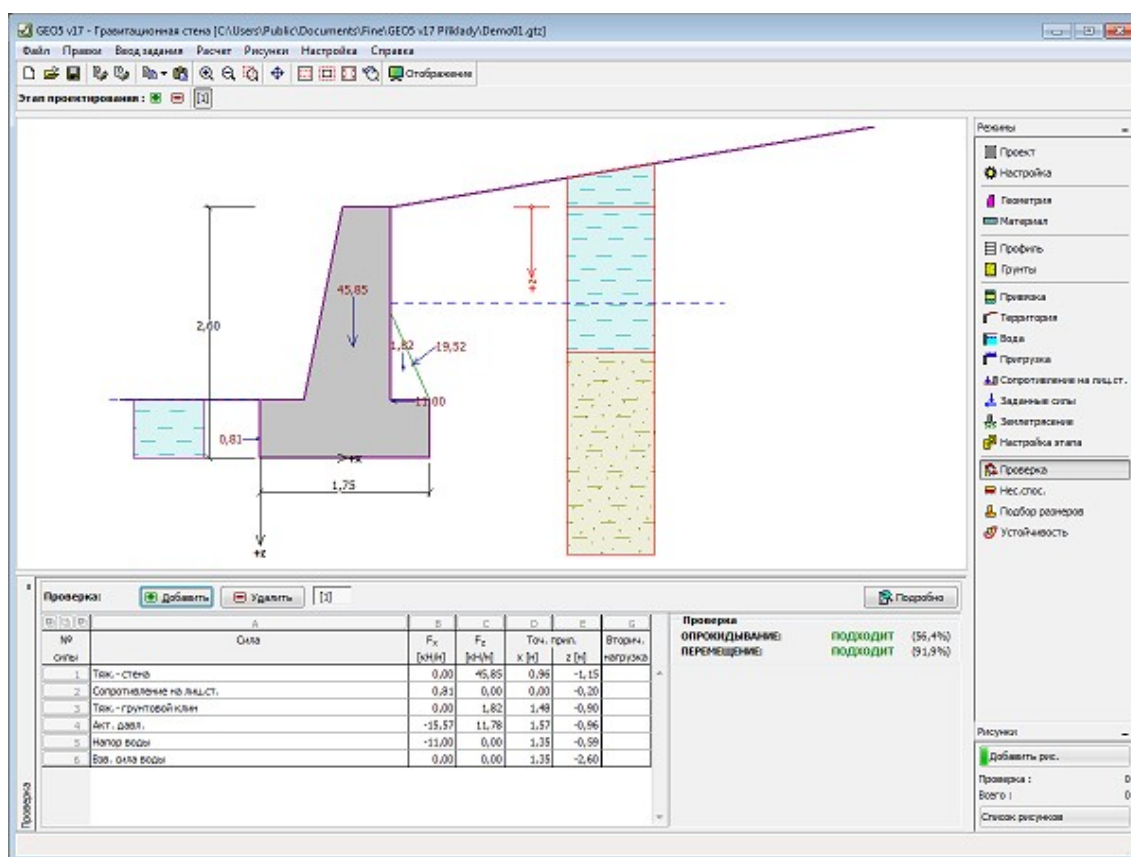 GEO5 v17 - Гравитационная стена [C:\Users\Public\Documents\Fine\GEO5 v17 Příklady\Demo01.gtz]
Файл Правки Ввод задания Расчет Рисунки Настройка Справка
Отображение
Этап проектирования : [1]
Режимы
Проект
Настройка
Геометрия
Материал
Профиль
Грунты
Привязка
Территория
Вода
Пригрузка
Сопротивление на лиц.ст.
Заданные силы
Землетрясение
Настройка этапа
Проверка
Нес.спос.
Подбор размеров
Устойчивость
45,85
+z
2,60
1,82
19,52
11,00
0,81
+x
1,75
+z
Проверка: Добавить Удалить [1] Подробно
A B C D E G
№ Сила Fx Fz Точ. прил. Вторич.
силы [кН/м] [кН/м] x [м] z [м] нагрузка
1 Тяж.- стена 0,00 45,85 0,96 -1,15
2 Сопротивление на лиц.ст. 0,81 0,00 0,00 -0,20
3 Тяж.- грунтовой клин 0,00 1,82 1,48 -0,90
4 Акт. давл. -15,57 11,78 1,57 -0,96
5 Напор воды -11,00 0,00 1,35 -0,59
6 Взв. сила воды 0,00 0,00 1,35 -2,60
Проверка
ОПРОКИДЫВАНИЕ: ПОДХОДИТ (56,4%)
ПЕРЕМЕЩЕНИЕ: ПОДХОДИТ (91,9%)
Проверка
Рисунки
Добавить рис.
Проверка : 0
Всего : 0
Список рисунков